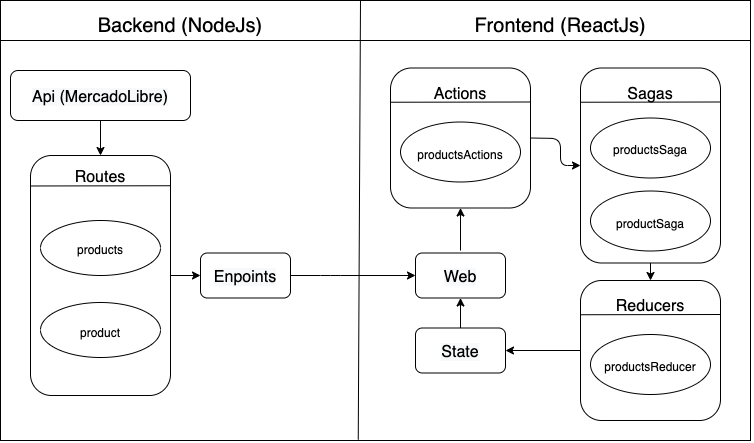 Backend (NodeJs)
Frontend (ReactJs)
Api (MercadoLibre)
Routes
products
product
Enpoints
Actions
productsActions
Sagas
productsSaga
productSaga
Web
State
Reducers
productsReducer